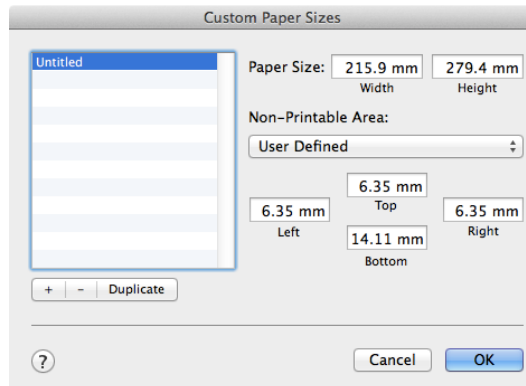 Custom Paper Sizes
Untitled
Paper Size: 215.9 mm 279.4 mm
Width Height
Non-Printable Area:
User Defined
6.35 mm
Top
6.35 mm 6.35 mm
Left Right
14.11 mm
Bottom
+ − Duplicate
? Cancel OK